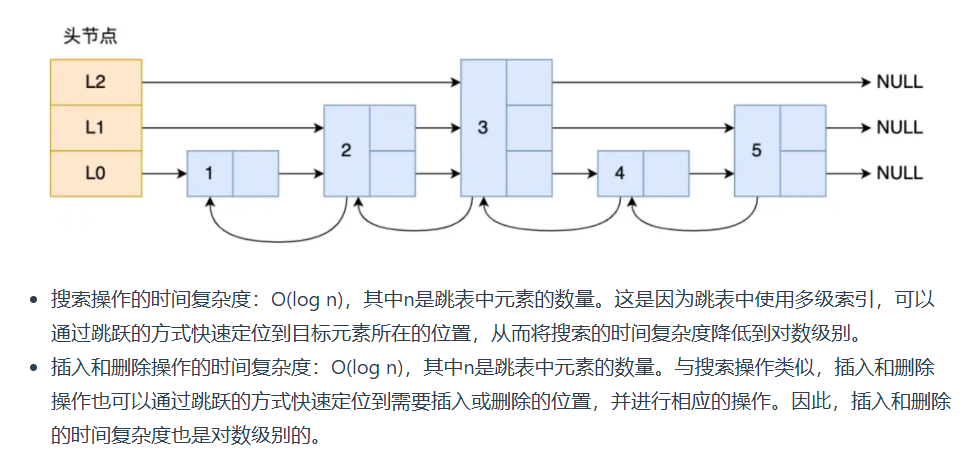 头节点
L2
NULL
L1
3
NULL
2
5
L0
1
4
NULL
搜索操作的时间复杂度：O(log n)，其中n是跳表中元素的数量。这是因为跳表中使用多级索引，可以
通过跳跃的方式快速定位到目标元素所在的位置，从而将搜索的时间复杂度降低到对数级别。
插入和删除操作的时间复杂度：O(log n)，其中n是跳表中元素的数量。与搜索操作类似，插入和删除
操作也可以通过跳跃的方式快速定位到需要插入或删除的位置，并进行相应的操作。因此，插入和删除
的时间复杂度也是对数级别的。